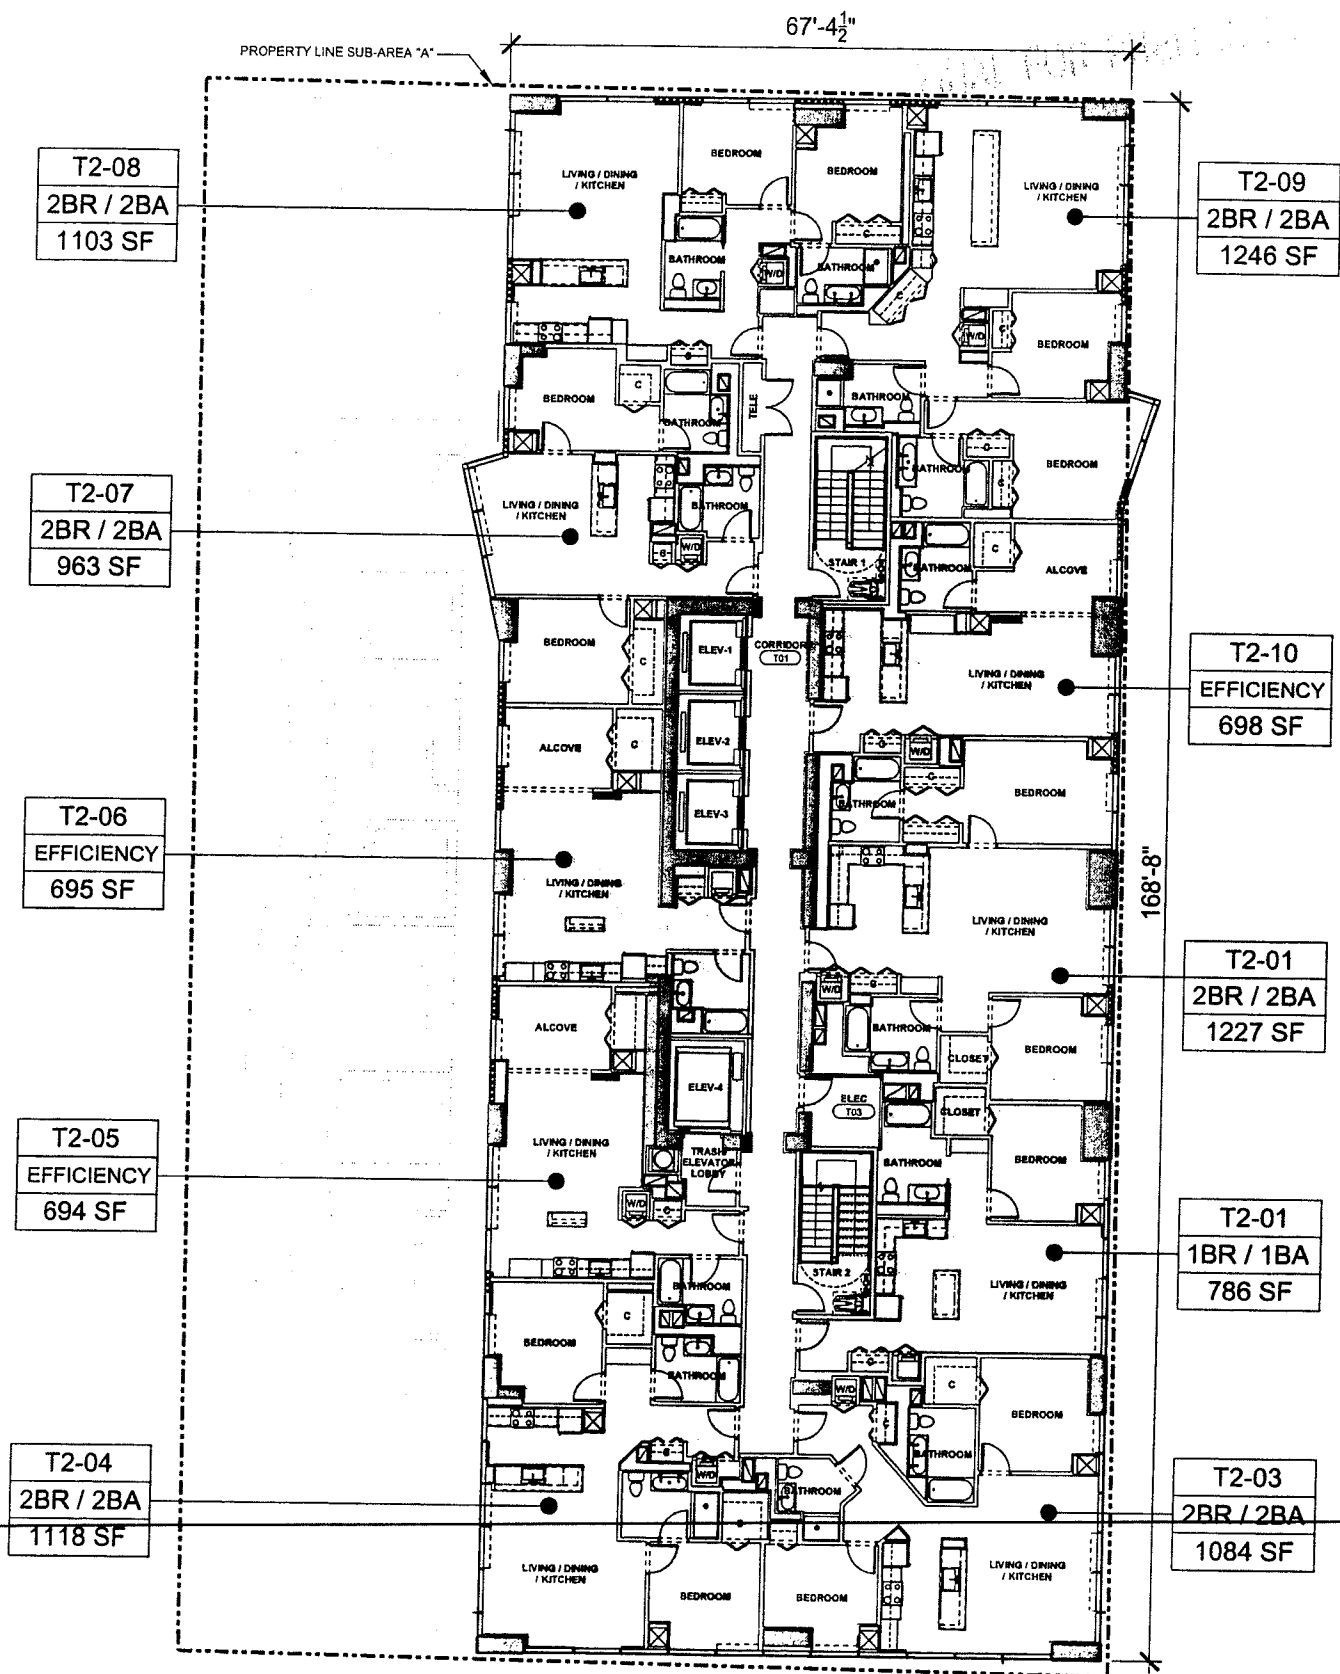 67'-4½"
PROPERTY LINE SUB-AREA "A"
T2-08
2BR / 2BA
1103 SF
T2-09
2BR / 2BA
1246 SF
LIVING / DINING
/ KITCHEN
BEDROOM
BEDROOM
LIVING / DINING
/ KITCHEN
BATHROOM
W/D
BATHROOM
C
C
W/D
C
BEDROOM
BEDROOM
C
BATHROOM
TELE
BATHROOM
T2-07
2BR / 2BA
963 SF
LIVING / DINING
/ KITCHEN
BATHROOM
W/D
BATHROOM
C
C
BEDROOM
STAIR 1
BATHROOM
C
ALCOVE
BEDROOM
C
ELEV-1
CORRIDOR
T01
LIVING / DINING
/ KITCHEN
T2-10
EFFICIENCY
698 SF
ALCOVE
C
ELEV-2
W/D
C
BATHROOM
BEDROOM
ELEV-3
T2-06
EFFICIENCY
695 SF
LIVING / DINING
/ KITCHEN
LIVING / DINING
/ KITCHEN
168'-8"
T2-01
2BR / 2BA
1227 SF
W/D
ALCOVE
BATHROOM
CLOSET
BEDROOM
ELEV-4
ELEC
T03
CLOSET
T2-05
EFFICIENCY
694 SF
LIVING / DINING
/ KITCHEN
TRASH
ELEVATOR
LOBBY
W/D
C
BATHROOM
BEDROOM
T2-01
1BR / 1BA
786 SF
BATHROOM
STAIR 2
LIVING / DINING
/ KITCHEN
BEDROOM
C
BATHROOM
W/D
C
C
BEDROOM
BATHROOM
T2-04
2BR / 2BA
1118 SF
W/D
BATHROOM
T2-03
2BR / 2BA
1084 SF
LIVING / DINING
/ KITCHEN
BEDROOM
BEDROOM
LIVING / DINING
/ KITCHEN